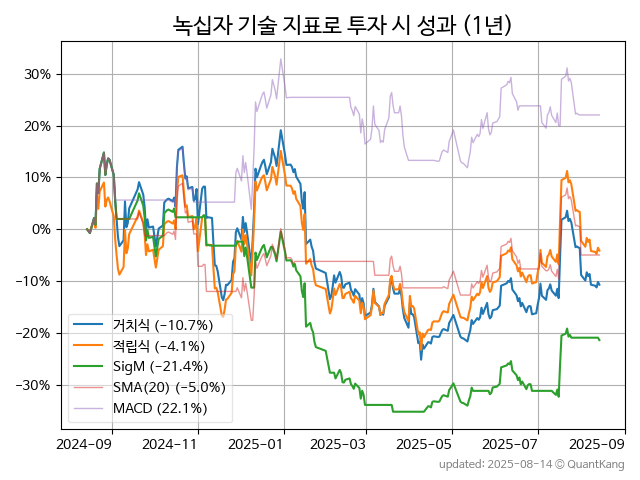 녹십자 기술 지표로 투자 시 성과 (1년)
30%
20%
10%
0%
−10%
−20%
−30%
거치식 (−10.7%)
적립식 (−4.1%)
SigM (−21.4%)
SMA(20) (−5.0%)
MACD (22.1%)
2024-09 2024-11 2025-01 2025-03 2025-05 2025-07 2025-09
updated: 2025-08-14 © QuantKang